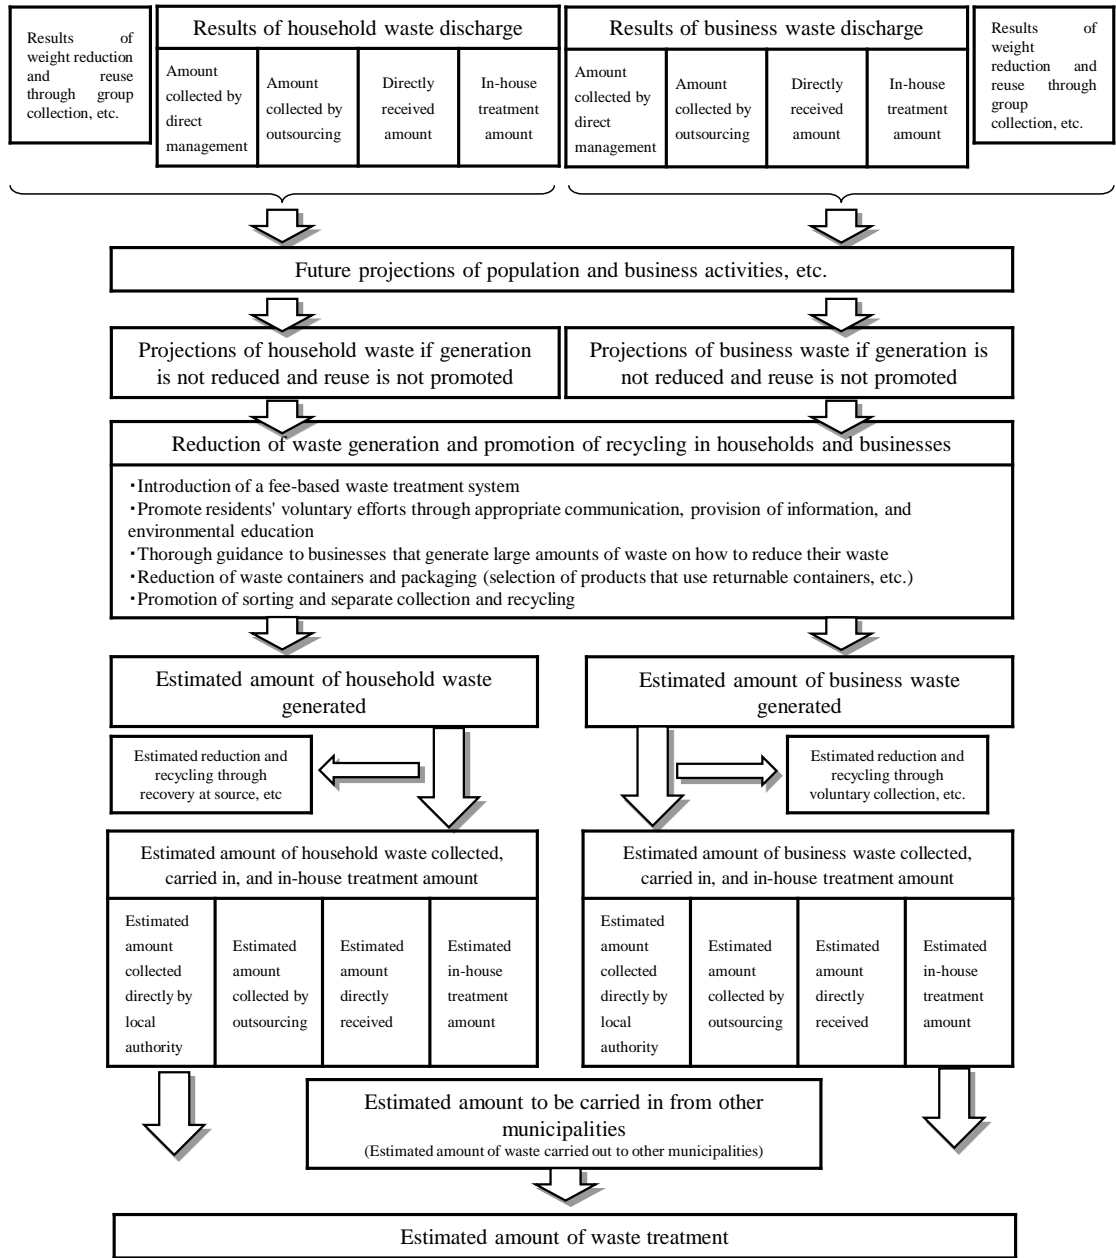 Results of
weight reduction
and reuse
through group
collection, etc.
Results of household waste discharge
Amount
collected by
direct
management
Amount
collected by
outsourcing
Directly
received
amount
In-house
treatment
amount
Results of business waste discharge
Amount
collected by
direct
management
Amount
collected by
outsourcing
Directly
received
amount
In-house
treatment
amount
Results of
weight
reduction and
reuse through
group
collection, etc.
Future projections of population and business activities, etc.
Projections of household waste if generation
is not reduced and reuse is not promoted
Projections of business waste if generation is
not reduced and reuse is not promoted
Reduction of waste generation and promotion of recycling in households and businesses
・Introduction of a fee-based waste treatment system
・Promote residents' voluntary efforts through appropriate communication, provision of information, and
environmental education
・Thorough guidance to businesses that generate large amounts of waste on how to reduce their waste
・Reduction of waste containers and packaging (selection of products that use returnable containers, etc.)
・Promotion of sorting and separate collection and recycling
Estimated amount of household waste
generated
Estimated amount of business waste
generated
Estimated reduction and
recycling through
recovery at source, etc
Estimated reduction and
recycling through
voluntary collection, etc.
Estimated amount of household waste collected,
carried in, and in-house treatment amount
Estimated
amount
collected
directly by
local
authority
Estimated
amount
collected by
outsourcing
Estimated
amount
directly
received
Estimated
in-house
treatment
amount
Estimated amount of business waste collected,
carried in, and in-house treatment amount
Estimated
amount
collected
directly by
local
authority
Estimated
amount
collected by
outsourcing
Estimated
amount
directly
received
Estimated
in-house
treatment
amount
Estimated amount to be carried in from other
municipalities
(Estimated amount of waste carried out to other municipalities)
Estimated amount of waste treatment